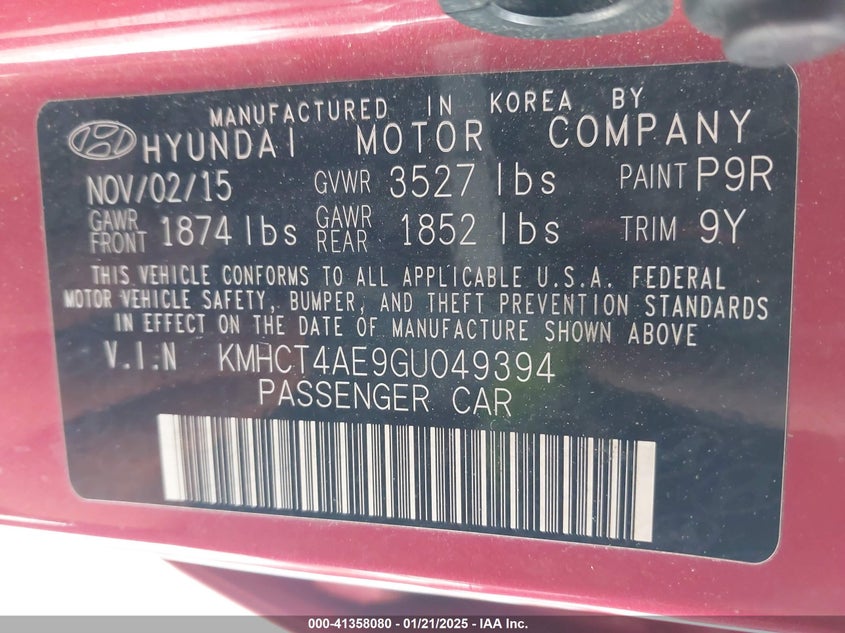 MANUFACTURED IN KOREA BY
HYUNDAI MOTOR COMPANY
NOV/02/15 GVWR 3527 lbs PAINT P9R
GAWR FRONT 1874 lbs GAWR REAR 1852 lbs TRIM 9Y
THIS VEHICLE CONFORMS TO ALL APPLICABLE U.S.A. FEDERAL
MOTOR VEHICLE SAFETY, BUMPER, AND THEFT PREVENTION STANDARDS
IN EFFECT ON THE DATE OF MANUFACTURE SHOWN ABOVE
V.I.N KMHCT4AE9GU049394
PASSENGER CAR
000-41358080 - 01/21/2025 - IAA Inc.